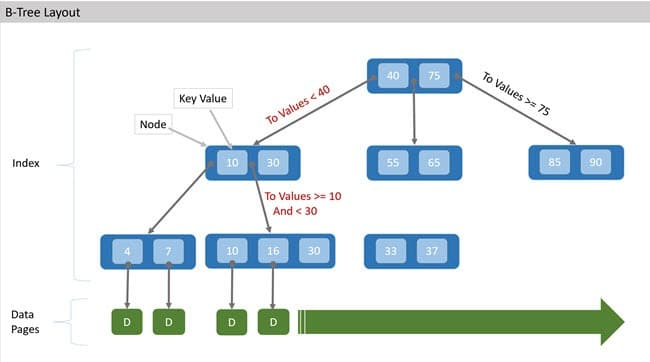 B-Tree Layout
40 75
To Values < 40
To Values >= 75
Key Value
Node
Index
10 30
55 65
85 90
To Values >= 10
And < 30
4 7
10 16 30
33 37
Data
Pages
D D D D